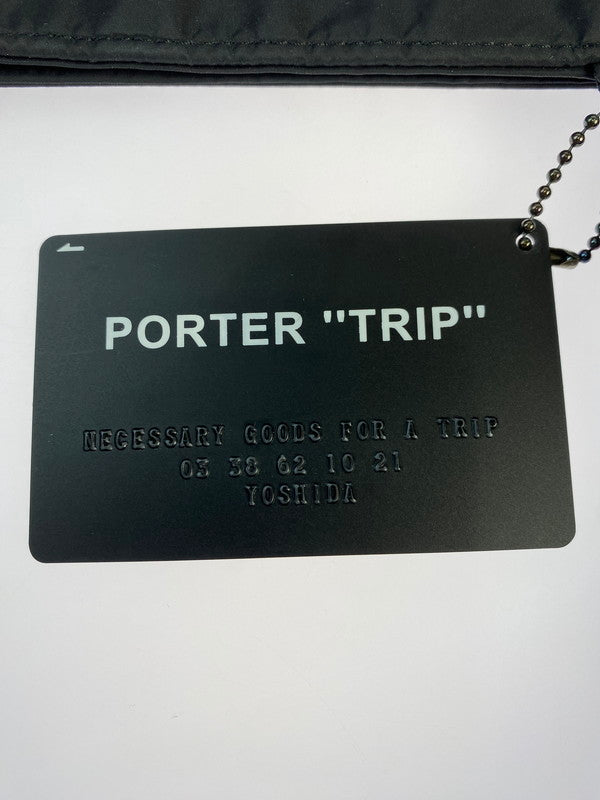 PORTER "TRIP"
NECESSARY GOODS FOR A TRIP
03 38 62 10 21
YOSHIDA